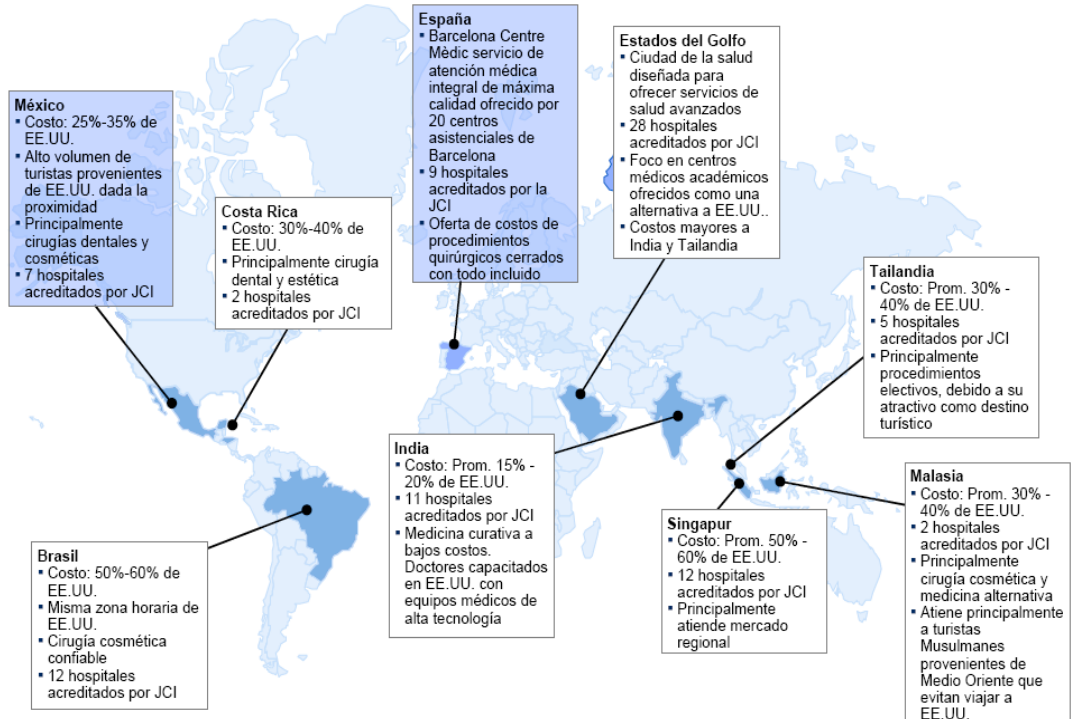 México
▪ Costo: 25%-35% de
EE.UU.
▪ Alto volumen de
turistas provenientes
de EE.UU. dada la
proximidad
▪ Principalmente
cirugías dentales y
cosméticas
▪ 7 hospitales
acreditados por JCI
Costa Rica
▪ Costo: 30%-40% de
EE.UU.
▪ Principalmente cirugía
dental y estética
▪ 2 hospitales
acreditados por JCI
España
▪ Barcelona Centre
Mèdic servicio de
atención médica
integral de máxima
calidad ofrecido por
20 centros
asistenciales de
Barcelona
▪ 9 hospitales
acreditados por la
JCI
▪ Oferta de costos de
procedimientos
quirúrgicos cerrados
con todo incluido
Estados del Golfo
▪ Ciudad de la salud
diseñada para
ofrecer servicios de
salud avanzados
▪ 28 hospitales
acreditados por JCI
▪ Foco en centros
médicos académicos
ofrecidos como una
alternativa a EE.UU..
▪ Costos mayores a
India y Tailandia
Tailandia
▪ Costo: Prom. 30% -
40% de EE.UU.
▪ 5 hospitales
acreditados por JCI
▪ Principalmente
procedimientos
electivos, debido a su
atractivo como destino
turístico
Brasil
▪ Costo: 50%-60% de
EE.UU.
▪ Misma zona horaria de
EE.UU.
▪ Cirugía cosmética
confiable
▪ 12 hospitales
acreditados por JCI
India
▪ Costo: Prom. 15% -
20% de EE.UU.
▪ 11 hospitales
acreditados por JCI
▪ Medicina curativa a
bajos costos.
Doctores capacitados
en EE.UU. con
equipos médicos de
alta tecnología
Singapur
▪ Costo: Prom. 50% -
60% de EE.UU.
▪ 12 hospitales
acreditados por JCI
▪ Principalmente
atiende mercado
regional
Malasia
▪ Costo: Prom. 30% -
40% de EE.UU.
▪ 2 hospitales
acreditados por JCI
▪ Principalmente
cirugía cosmética y
medicina alternativa
▪ Atiene principalmente
a turistas
Musulmanes
provenientes de
Medio Oriente que
evitan viajar a
EE.UU.